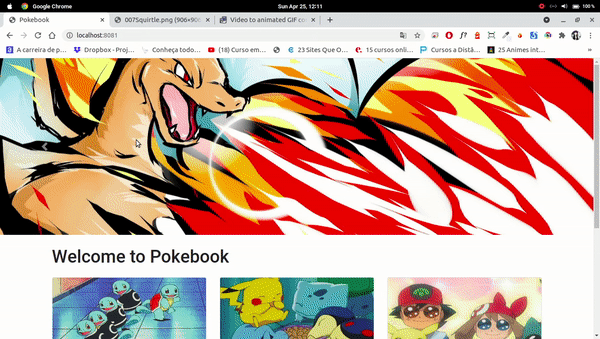 Google Chrome
Sun Apr 25, 12:11
100 %
Pokebook
007Squirtle.png (906×90
Video to animated GIF co
localhost:8081
A carreira de p
Dropbox - Proj...
Conheça todo...
(18) Curso em...
23 Sites Que O...
15 cursos onli...
Cursos a Distâ...
25 Animes int...
Welcome to Pokebook